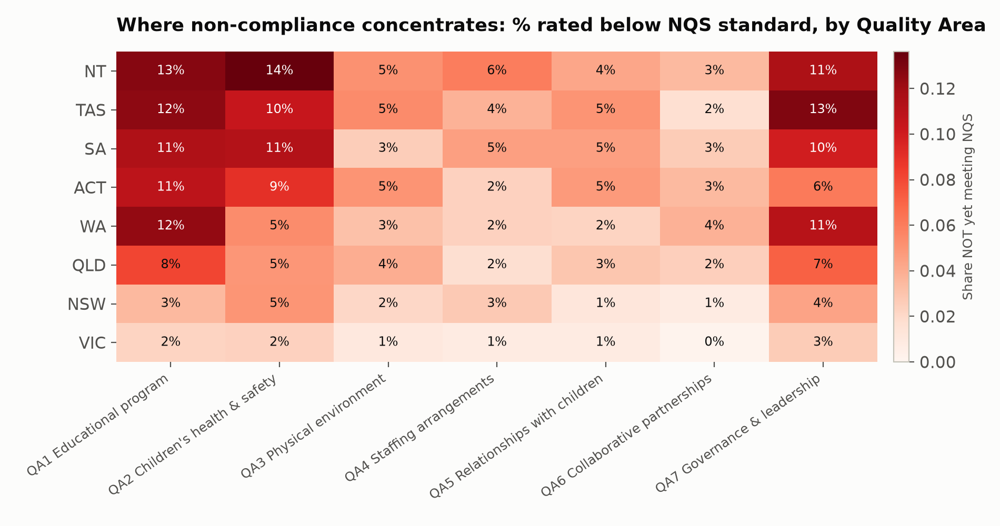 Where non-compliance concentrates: % rated below NQS standard, by Quality Area
NT 13% 14% 5% 6% 4% 3% 11%
TAS 12% 10% 5% 4% 5% 2% 13%
SA 11% 11% 3% 5% 5% 3% 10%
ACT 11% 9% 5% 2% 5% 3% 6%
WA 12% 5% 3% 2% 2% 4% 11%
QLD 8% 5% 4% 2% 3% 2% 7%
NSW 3% 5% 2% 3% 1% 1% 4%
VIC 2% 2% 1% 1% 1% 0% 3%
QA1 Educational program
QA2 Children's health & safety
QA3 Physical environment
QA4 Staffing arrangements
QA5 Relationships with children
QA6 Collaborative partnerships
QA7 Governance & leadership
0.12
0.10
0.08
0.06
0.04
0.02
0.00
Share NOT yet meeting NQS